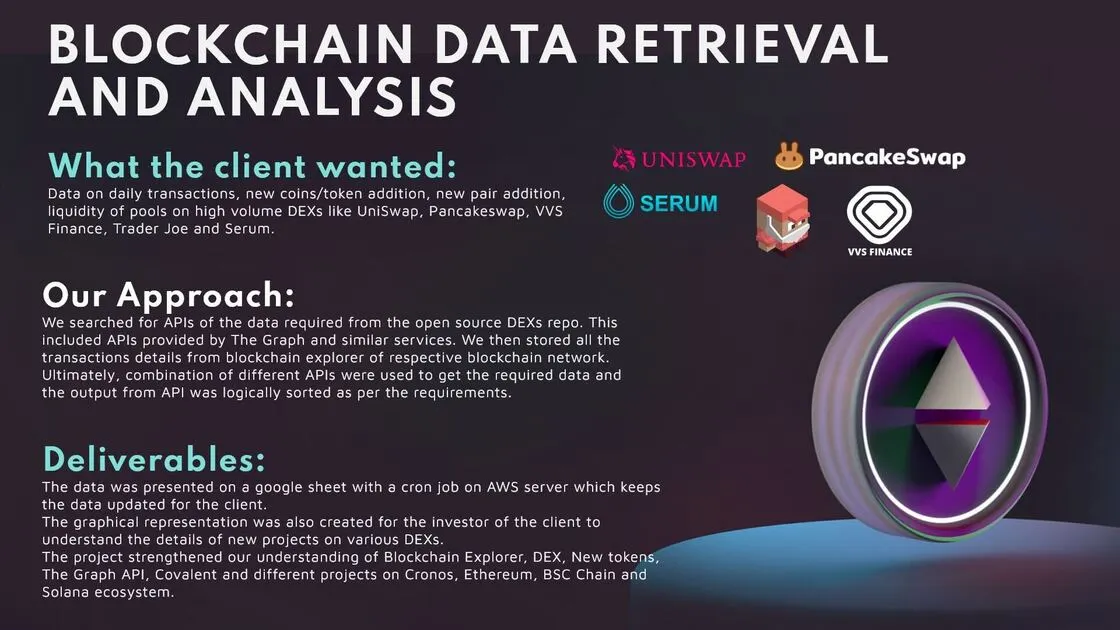 BLOCKCHAIN DATA RETRIEVAL
AND ANALYSIS
What the client wanted:
Data on daily transactions, new coins/token addition, new pair addition,
liquidity of pools on high volume DEXs like UniSwap, Pancakeswap, VVS
Finance, Trader Joe and Serum.
UNISWAP
PancakeSwap
SERUM
VVS FINANCE
Our Approach:
We searched for APIs of the data required from the open source DEXs repo. This
included APIs provided by The Graph and similar services. We then stored all the
transactions details from blockchain explorer of respective blockchain network.
Ultimately, combination of different APIs were used to get the required data and
the output from API was logically sorted as per the requirements.
Deliverables:
The data was presented on a google sheet with a cron job on AWS server which keeps
the data updated for the client.
The graphical representation was also created for the investor of the client to
understand the details of new projects on various DEXs.
The project strengthened our understanding of Blockchain Explorer, DEX, New tokens,
The Graph API, Covalent and different projects on Cronos, Ethereum, BSC Chain and
Solana ecosystem.